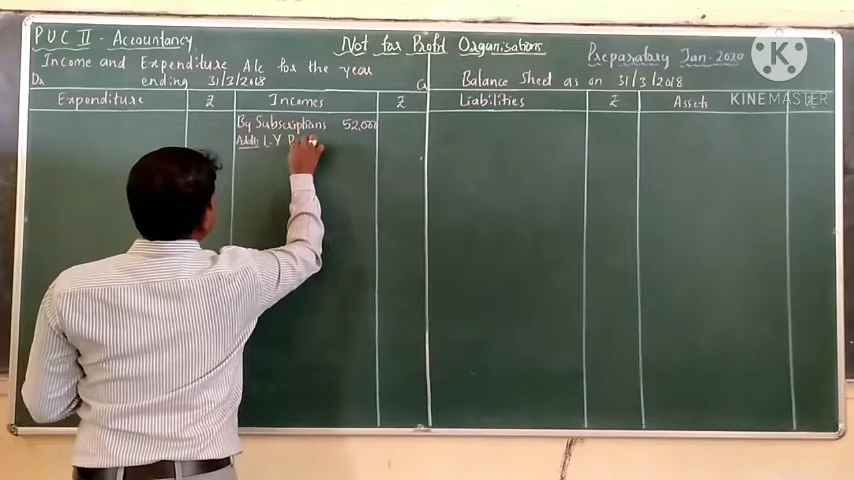 PUC II - Accountancy
Not for Profit Organisations
Preparatory Jan-2020
K
KINEMASTER
Income and Expenditure A/c for the year
Dr ending 31/3/2018 Cr
Balance Sheet as on 31/3/2018
Expenditure ₹ Incomes ₹
Liabilities ₹ Assets
By Subscriptions 52,000
Add: L.Y